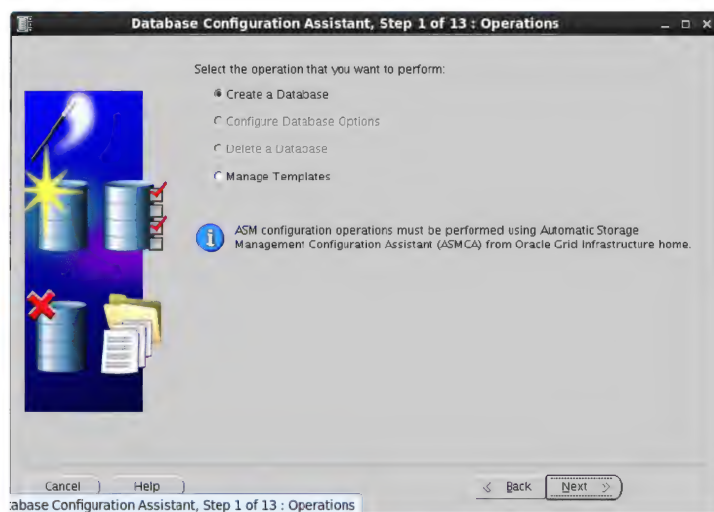 Database Configuration Assistant, Step 1 of 13 : Operations
Select the operation that you want to perform:
Create a Database
Configure Database Options
Delete a Database
Manage Templates
ASM configuration operations must be performed using Automatic Storage
Management Configuration Assistant (ASMCA) from Oracle Grid Infrastructure home.
Cancel
Help
Back
Next
tabase Configuration Assistant, Step 1 of 13 : Operations